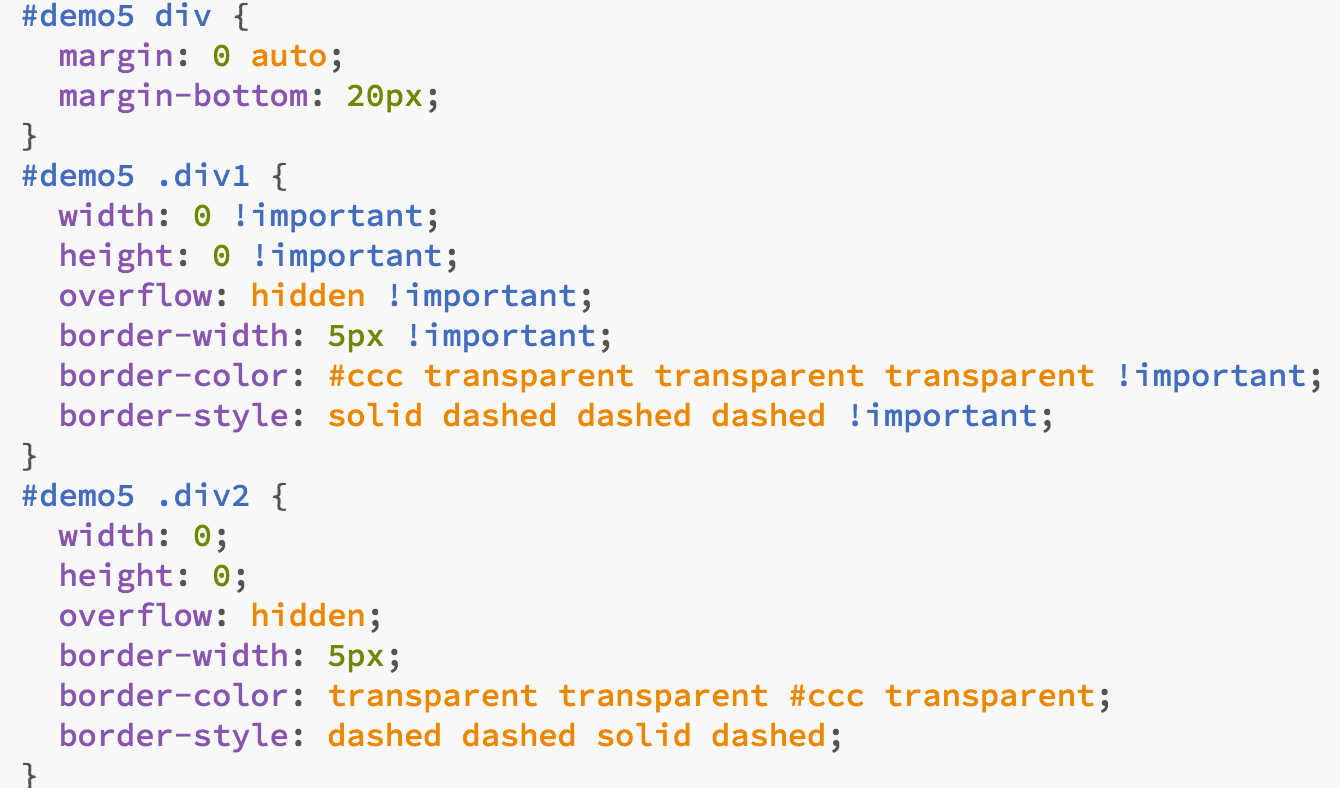 #demo5 div {
  margin: 0 auto;
  margin-bottom: 20px;
}
#demo5 .div1 {
  width: 0 !important;
  height: 0 !important;
  overflow: hidden !important;
  border-width: 5px !important;
  border-color: #ccc transparent transparent transparent !important;
  border-style: solid dashed dashed dashed !important;
}
#demo5 .div2 {
  width: 0;
  height: 0;
  overflow: hidden;
  border-width: 5px;
  border-color: transparent transparent #ccc transparent;
  border-style: dashed dashed solid dashed;
}